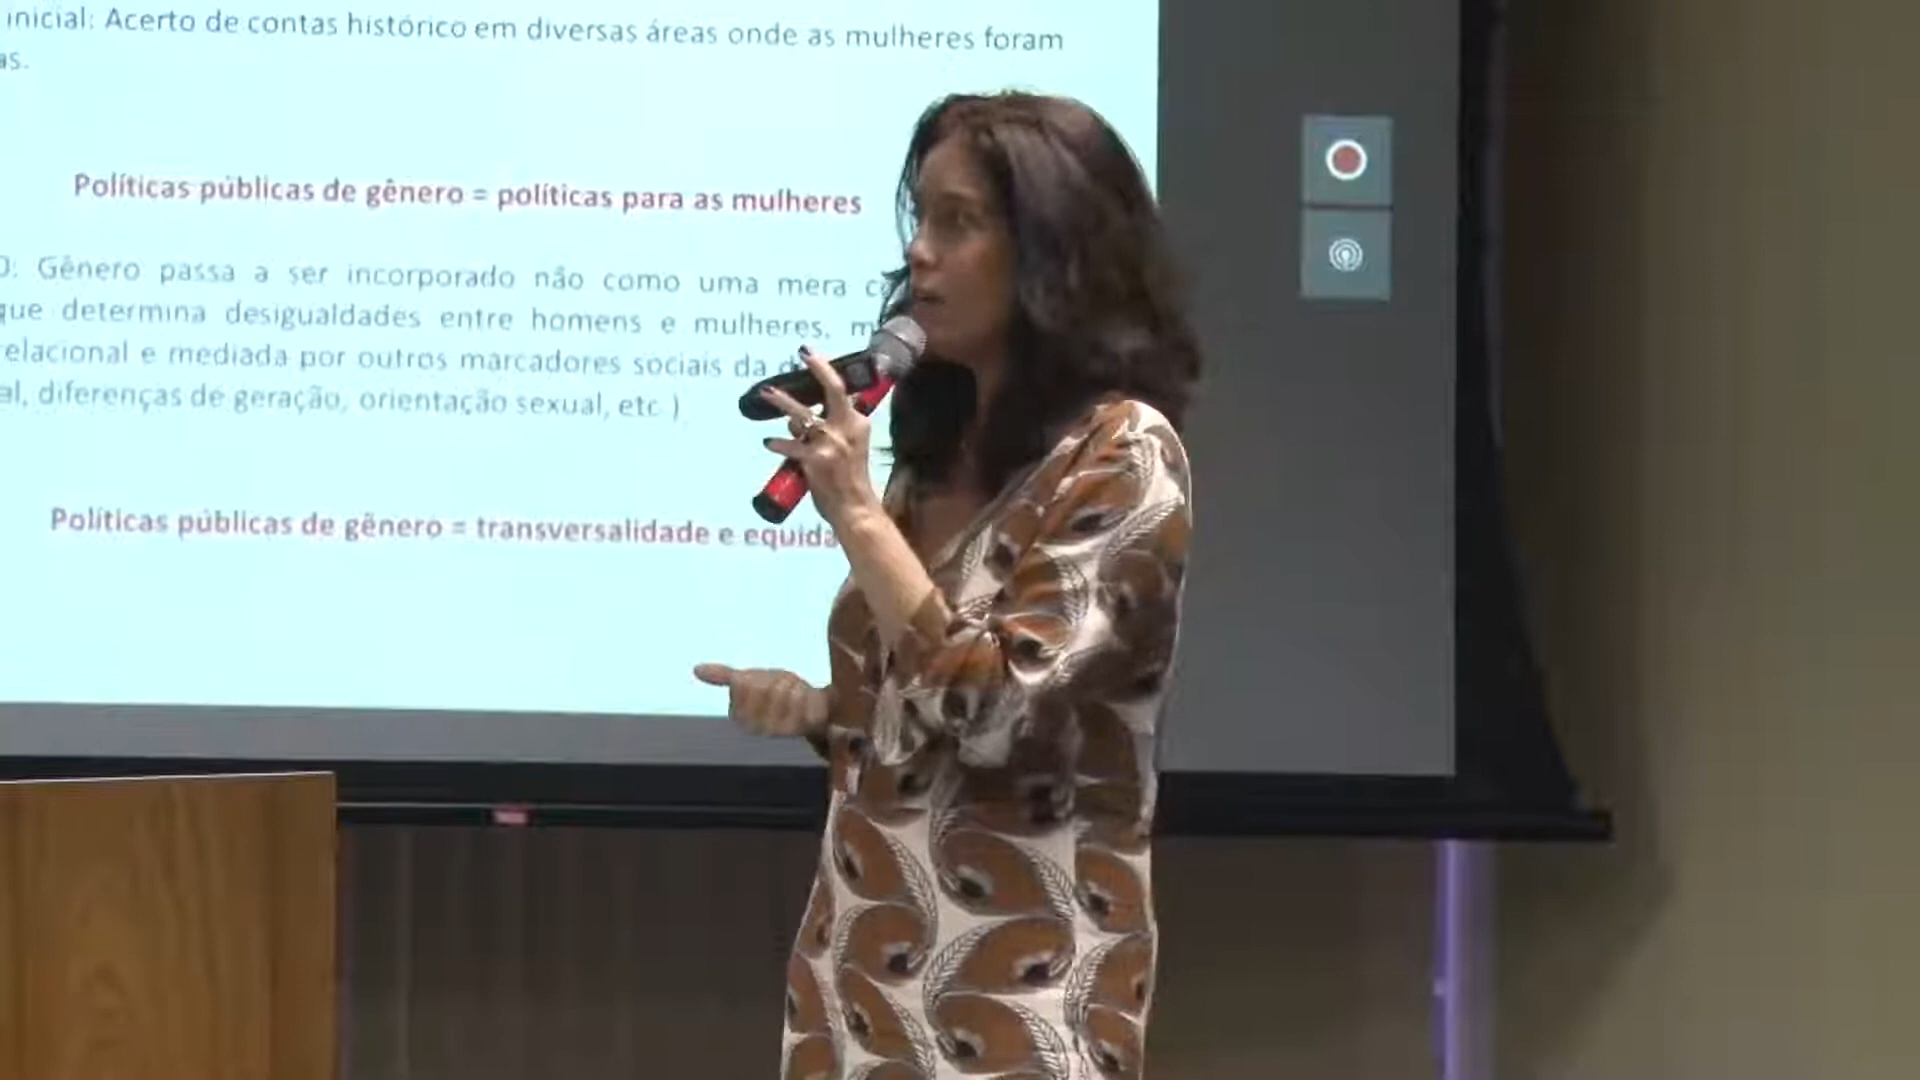 inicial: Acerto de contas histórico em diversas áreas onde as mulheres foram
as.
Políticas públicas de gênero = políticas para as mulheres
0: Gênero passa a ser incorporado não como uma mera c
que determina desigualdades entre homens e mulheres, m
elacional e mediada por outros marcadores sociais da d
al, diferenças de geração, orientação sexual, etc.)
Políticas públicas de gênero = transversalidade e equida